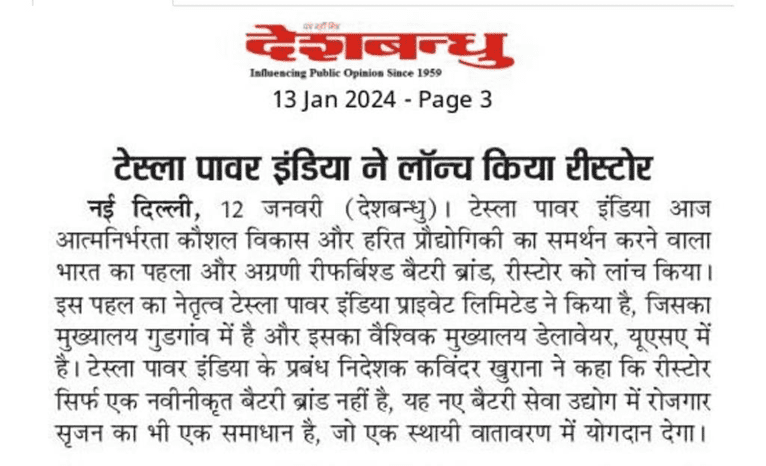 पत्र नहीं मित्र
देशबन्धु
Influencing Public Opinion Since 1959
13 Jan 2024 - Page 3
टेस्ला पावर इंडिया ने लॉन्च किया रीस्टोर
नई दिल्ली, 12 जनवरी (देशबन्धु)। टेस्ला पावर इंडिया आज
आत्मनिर्भरता कौशल विकास और हरित प्रौद्योगिकी का समर्थन करने वाला
भारत का पहला और अग्रणी रीफर्बिश्ड बैटरी ब्रांड, रीस्टोर को लांच किया।
इस पहल का नेतृत्व टेस्ला पावर इंडिया प्राइवेट लिमिटेड ने किया है, जिसका
मुख्यालय गुडगांव में है और इसका वैश्विक मुख्यालय डेलावेयर, यूएसए में
है। टेस्ला पावर इंडिया के प्रबंध निदेशक कविंदर खुराना ने कहा कि रीस्टोर
सिर्फ एक नवीनीकृत बैटरी ब्रांड नहीं है, यह नए बैटरी सेवा उद्योग में रोजगार
सृजन का भी एक समाधान है, जो एक स्थायी वातावरण में योगदान देगा।